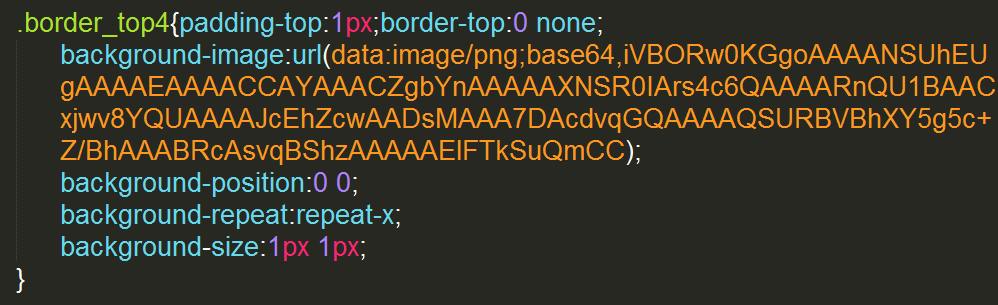 .border_top4{padding-top:1px;border-top:0 none;
background-image:url(data:image/png;base64,iVBORw0KGgoAAAANSUhEU
gAAAAEAAAACCAYAAACZgbYnAAAAAXNSR0IArs4c6QAAAARnQU1BAAC
xjwv8YQUAAAAJcEhZcwAADsMAAA7DAcdvqGQAAAAQSURBVBhXY5g5c+
Z/BhAAABRcAsvqBShzAAAAAElFTkSuQmCC);
background-position:0 0;
background-repeat:repeat-x;
background-size:1px 1px;
}